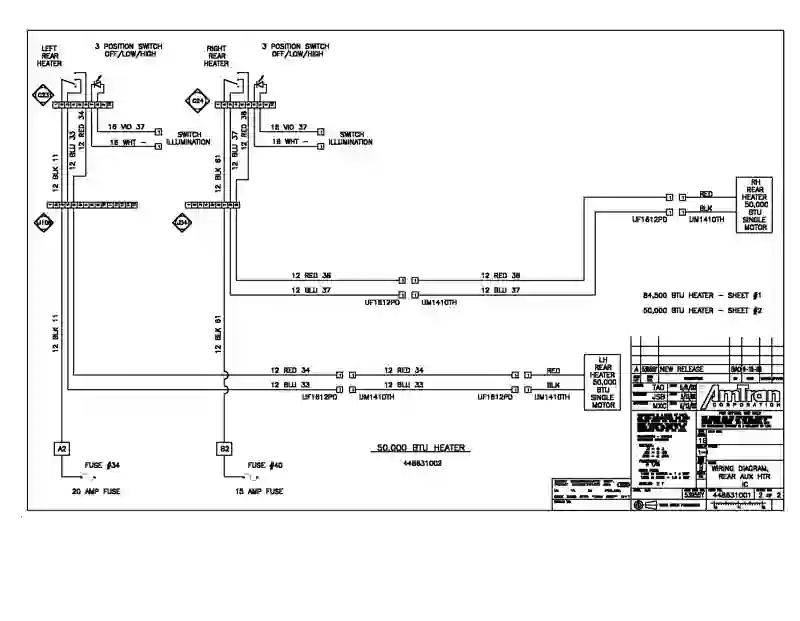 LEFT
REAR
HEATER
3 POSITION SWITCH
OFF/LOW/HIGH
RIGHT
REAR
HEATER
3 POSITION SWITCH
OFF/LOW/HIGH
C23
C24
12 BLK 11
12 BLU 33
12 RED 34
16 VIO 37
16 WHT -
SWITCH
ILLUMINATION
12 BLK 61
12 BLU 37
12 RED 38
16 VIO 37
16 WHT -
SWITCH
ILLUMINATION
RED
BLK
UF1612PD
UM1410TH
RH
REAR
HEATER
50,000
BTU
SINGLE
MOTOR
12 RED 38
12 RED 38
12 BLU 37
12 BLU 37
UF1612PD
UM1410TH
84,500 BTU HEATER - SHEET #1
50,000 BTU HEATER - SHEET #2
12 BLK 11
12 BLK 61
12 RED 34
12 RED 34
RED
12 BLU 33
12 BLU 33
BLK
UF1612PD
UM1410TH
UF1612PD
UM1410TH
LH
REAR
HEATER
50,000
BTU
SINGLE
MOTOR
A2
B2
FUSE #34
20 AMP FUSE
FUSE #40
15 AMP FUSE
50,000 BTU HEATER
448631002
NEW RELEASE
TAD
JSB
MXC
AmTran
CORPORATION
WIRING DIAGRAM,
REAR AUX HTR
IC
448631001
2 OF 2